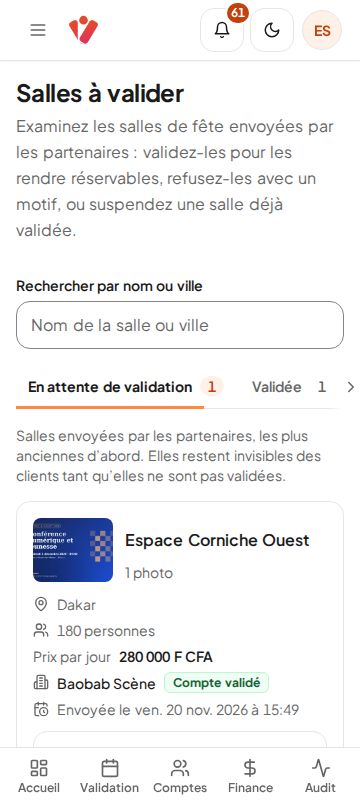 61
ES
Salles à valider
Examinez les salles de fête envoyées par
les partenaires : validez-les pour les
rendre réservables, refusez-les avec un
motif, ou suspendez une salle déjà
validée.
Rechercher par nom ou ville
Nom de la salle ou ville
En attente de validation 1 Validée 1
Salles envoyées par les partenaires, les plus
anciennes d’abord. Elles restent invisibles des
clients tant qu’elles ne sont pas validées.
Espace Corniche Ouest
1 photo
Dakar
180 personnes
Prix par jour 280 000 F CFA
Baobab Scène Compte validé
Envoyée le ven. 20 nov. 2026 à 15:49
Accueil Validation Comptes Finance Audit